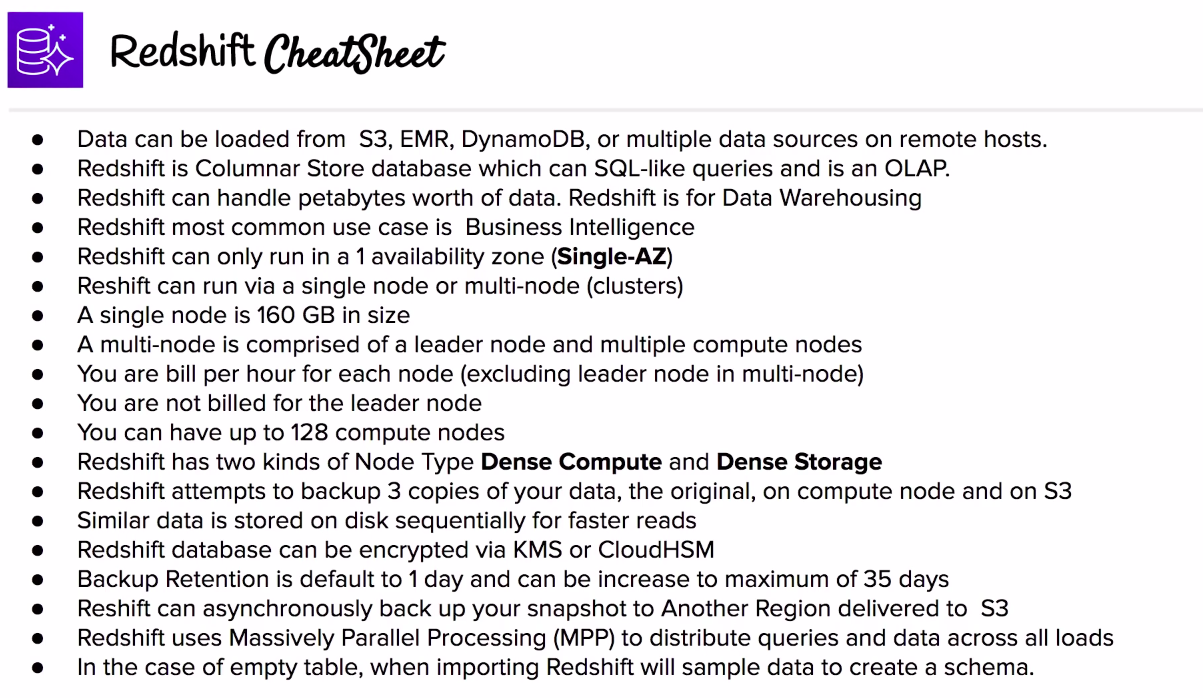 Redshift CheatSheet
● Data can be loaded from S3, EMR, DynamoDB, or multiple data sources on remote hosts.
● Redshift is Columnar Store database which can SQL-like queries and is an OLAP.
● Redshift can handle petabytes worth of data. Redshift is for Data Warehousing
● Redshift most common use case is Business Intelligence
● Redshift can only run in a 1 availability zone (Single-AZ)
● Reshift can run via a single node or multi-node (clusters)
● A single node is 160 GB in size
● A multi-node is comprised of a leader node and multiple compute nodes
● You are bill per hour for each node (excluding leader node in multi-node)
● You are not billed for the leader node
● You can have up to 128 compute nodes
● Redshift has two kinds of Node Type Dense Compute and Dense Storage
● Redshift attempts to backup 3 copies of your data, the original, on compute node and on S3
● Similar data is stored on disk sequentially for faster reads
● Redshift database can be encrypted via KMS or CloudHSM
● Backup Retention is default to 1 day and can be increase to maximum of 35 days
● Reshift can asynchronously back up your snapshot to Another Region delivered to S3
● Redshift uses Massively Parallel Processing (MPP) to distribute queries and data across all loads
● In the case of empty table, when importing Redshift will sample data to create a schema.